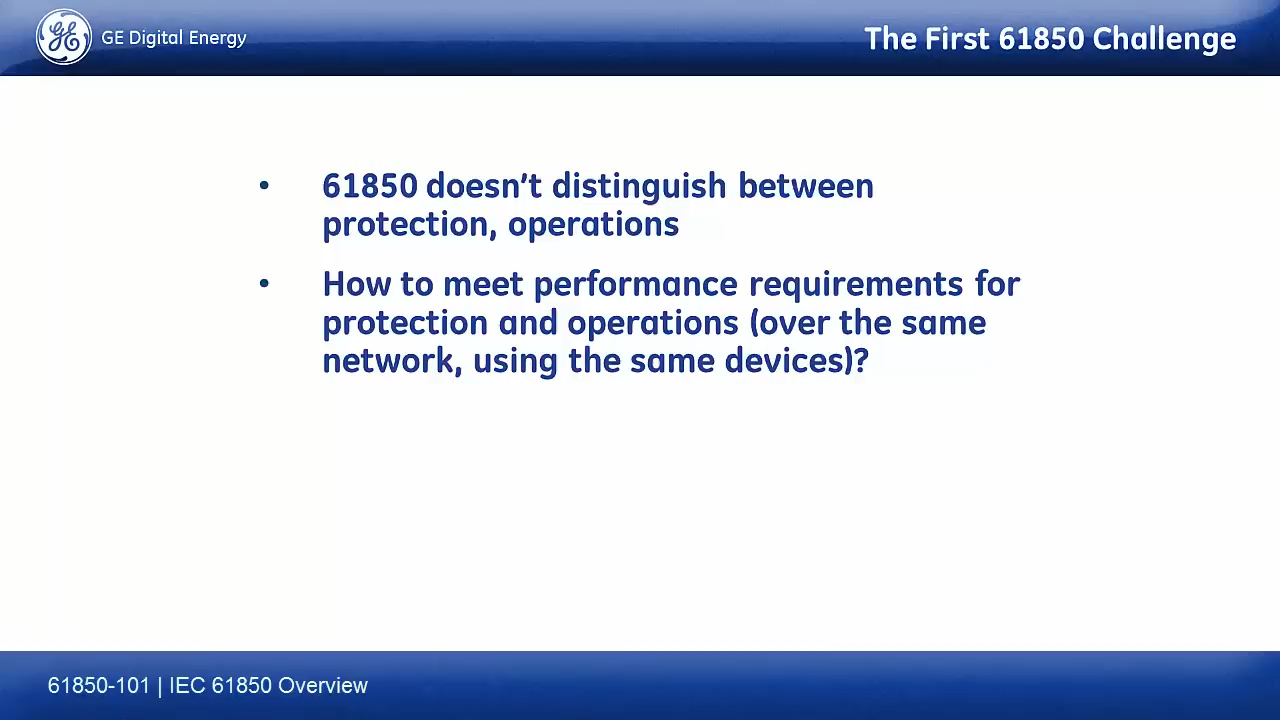 GE Digital Energy
The First 61850 Challenge
• 61850 doesn't distinguish between
protection, operations
• How to meet performance requirements for
protection and operations (over the same
network, using the same devices)?
61850-101 | IEC 61850 Overview